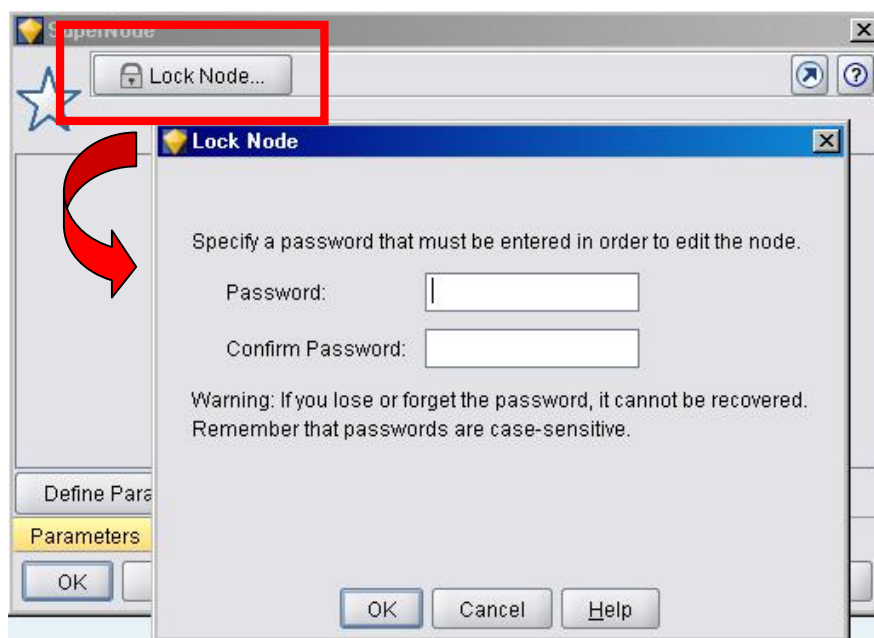 SuperNode
Lock Node...
Lock Node
Specify a password that must be entered in order to edit the node.
Password:
Confirm Password:
Warning: If you lose or forget the password, it cannot be recovered.
Remember that passwords are case-sensitive.
Define Para
Parameters
OK
OK Cancel Help